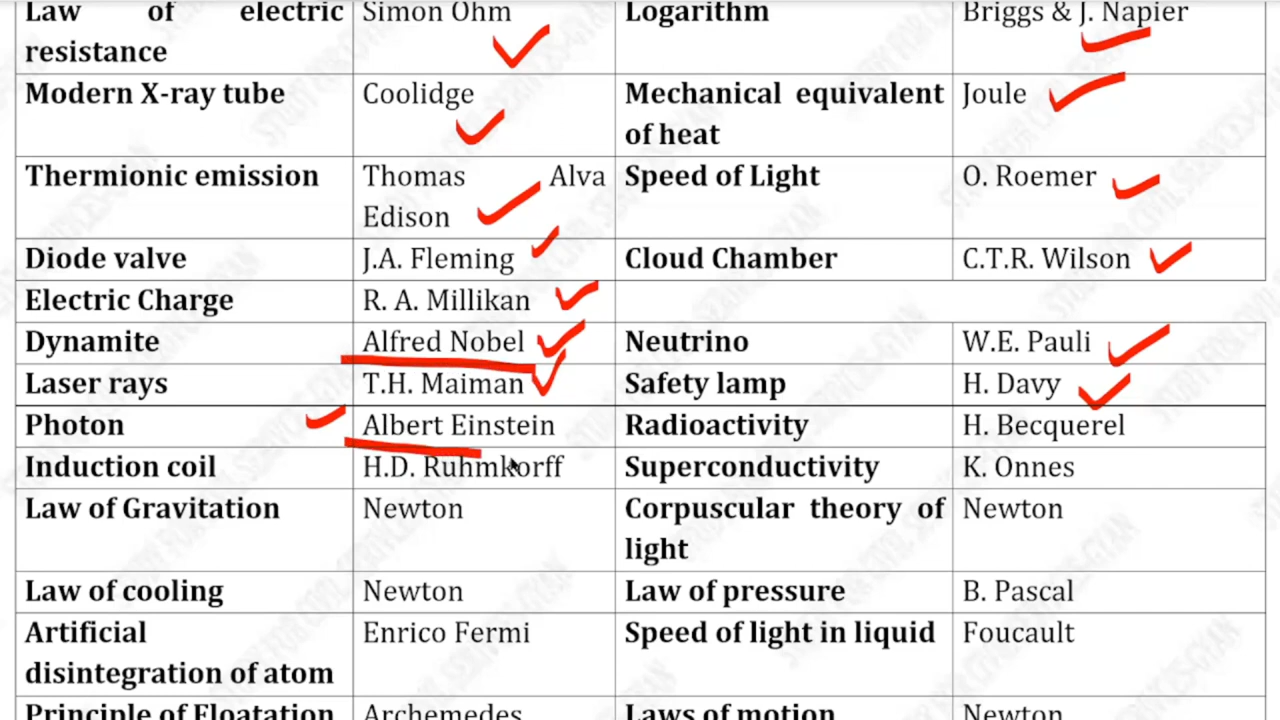 Law of electric Simon Ohm Logarithm Briggs & J. Napier
resistance
Modern X-ray tube Coolidge Mechanical equivalent Joule
of heat
Thermionic emission Thomas Alva Speed of Light O. Roemer
Edison
Diode valve J.A. Fleming Cloud Chamber C.T.R. Wilson
Electric Charge R. A. Millikan
Dynamite Alfred Nobel Neutrino W.E. Pauli
Laser rays T.H. Maiman Safety lamp H. Davy
Photon Albert Einstein Radioactivity H. Becquerel
Induction coil H.D. Ruhmkorff Superconductivity K. Onnes
Law of Gravitation Newton Corpuscular theory of Newton
light
Law of cooling Newton Law of pressure B. Pascal
Artificial Enrico Fermi Speed of light in liquid Foucault
disintegration of atom
Principle of Floatation Archemedes Laws of motion Newton